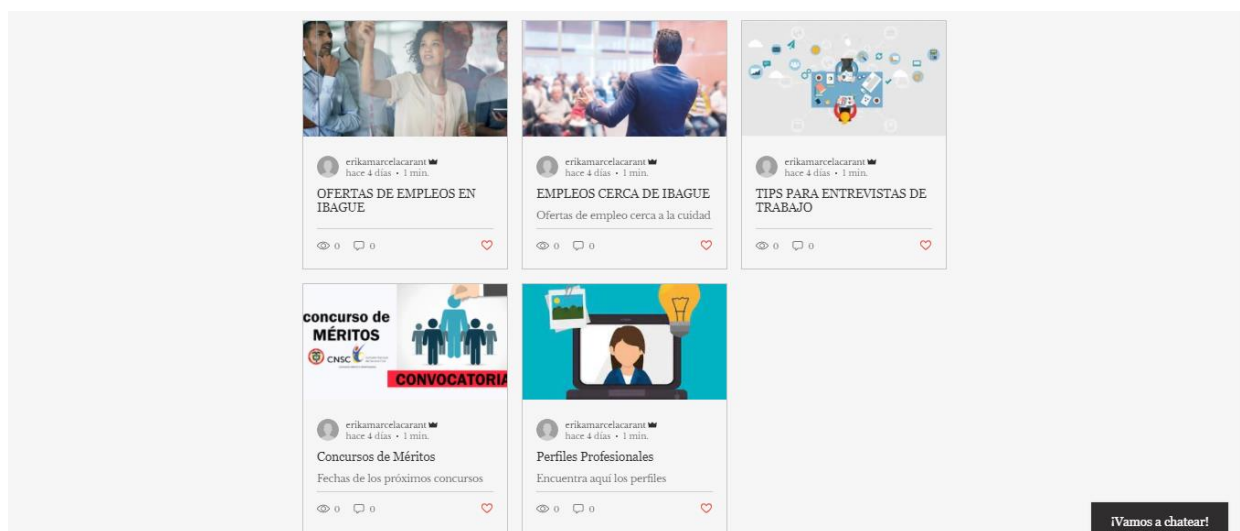 erikamarcelacarant
hace 4 días • 1 min.
OFERTAS DE EMPLEOS EN
IBAGUE
0 0
erikamarcelacarant
hace 4 días • 1 min.
EMPLEOS CERCA DE IBAGUE
Ofertas de empleo cerca a la cuidad
0 0
erikamarcelacarant
hace 4 días • 1 min.
TIPS PARA ENTREVISTAS DE
TRABAJO
0 0
concurso de
MÉRITOS
CNSC
CONVOCATORIA
erikamarcelacarant
hace 4 días • 1 min.
Concursos de Méritos
Fechas de los próximos concursos
0 0
erikamarcelacarant
hace 4 días • 1 min.
Perfiles Profesionales
Encuentra aquí los perfiles
0 0
¡Vamos a chatear!